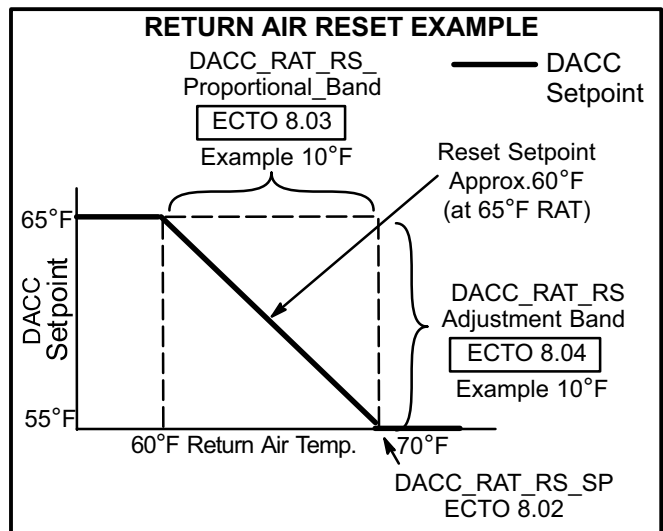 RETURN AIR RESET EXAMPLE
DACC_RAT_RS_
Proportional_Band
ECTO 8.03
Example 10°F
DACC
Setpoint
Reset Setpoint
Approx.60°F
(at 65°F RAT)
65°F
DACC
Setpoint
DACC_RAT_RS
Adjustment Band
ECTO 8.04
Example 10°F
55°F
60°F Return Air Temp. 70°F
DACC_RAT_RS_SP
ECTO 8.02